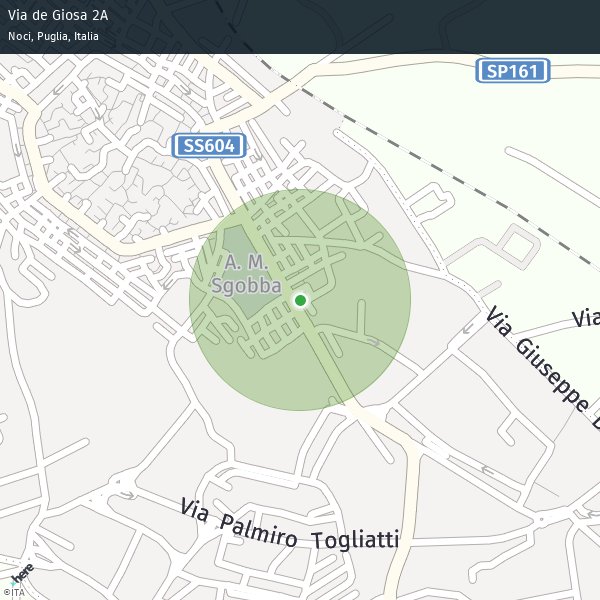 Via de Giosa 2A
Noci, Puglia, Italia
SP161
SS604
A. M.
Sgobba
Via
Via Giuseppe
Via Palmiro Togliatti
here
©ITA